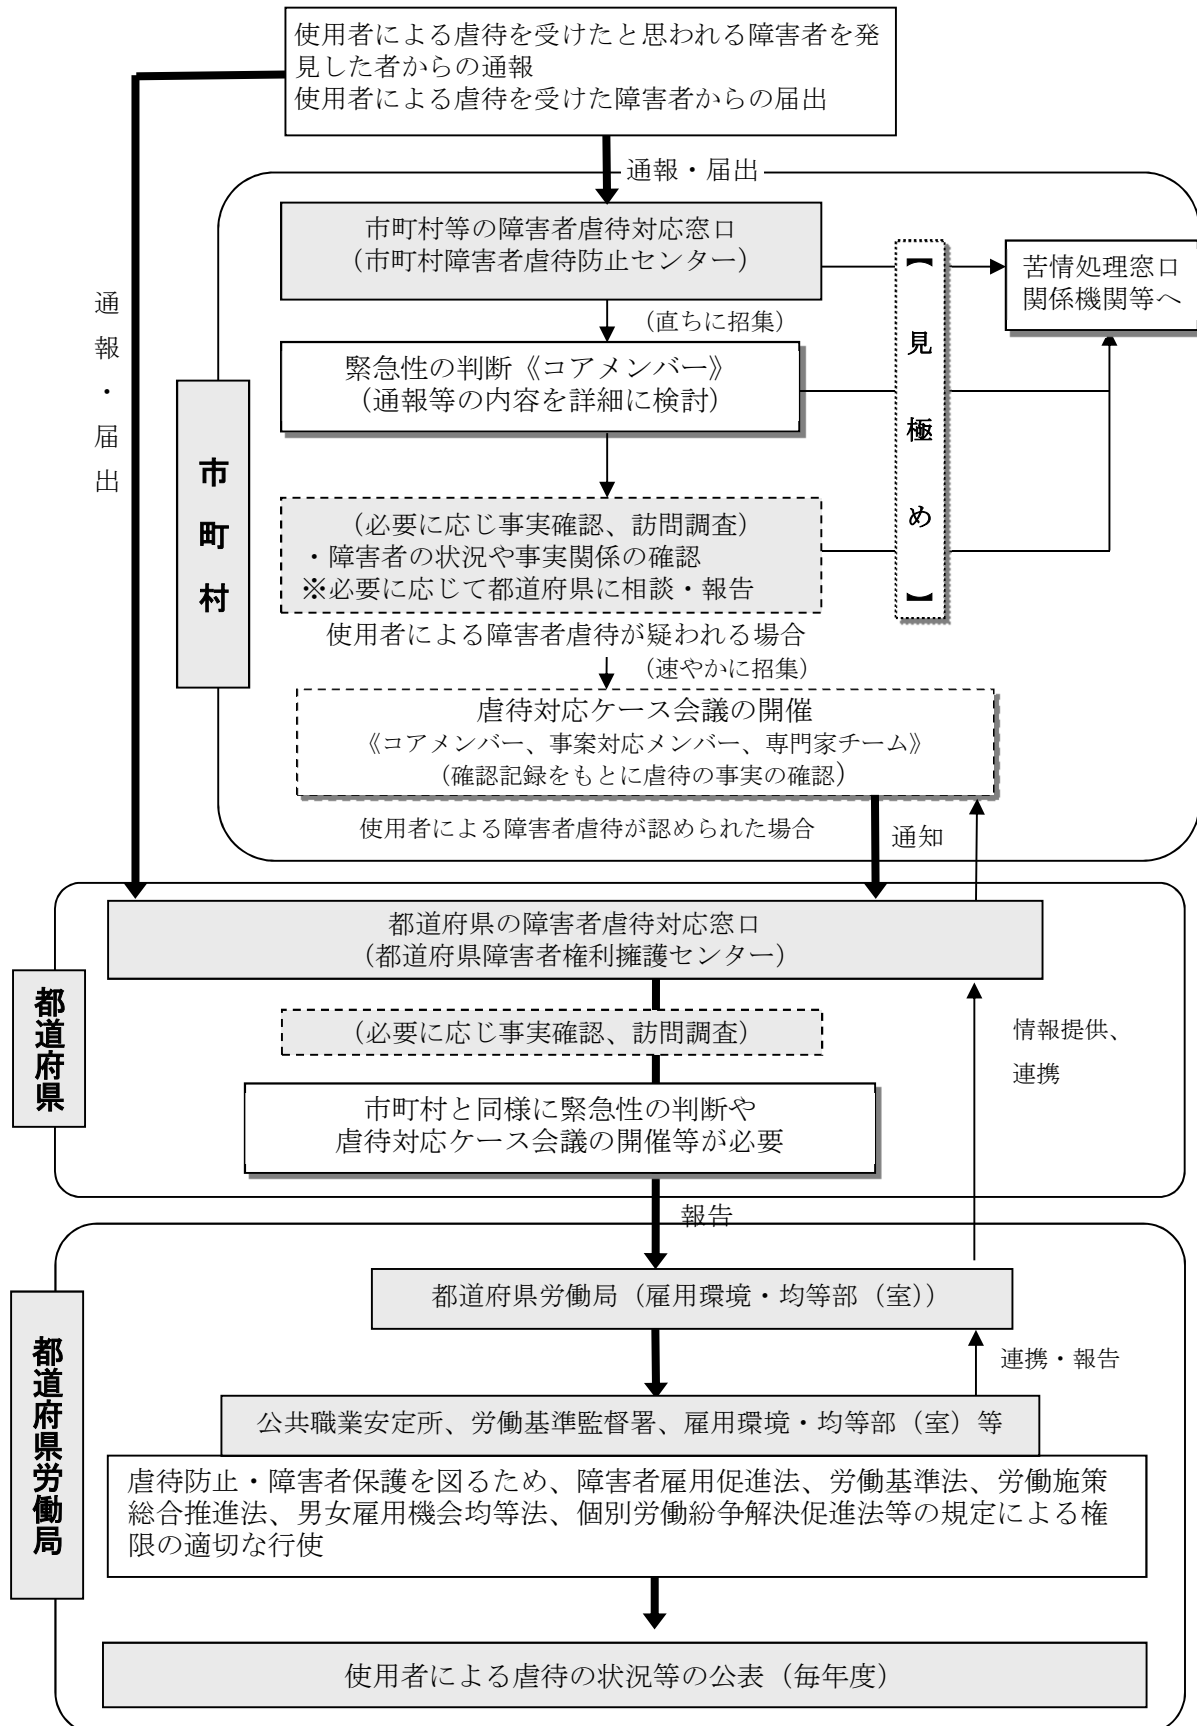 使用者による虐待を受けたと思われる障害者を発
見した者からの通報
使用者による虐待を受けた障害者からの届出
通報・届出
通報・届出
市町村
市町村等の障害者虐待対応窓口
（市町村障害者虐待防止センター）
（直ちに招集）
【見極め】
苦情処理窓口
関係機関等へ
緊急性の判断《コアメンバー》
（通報等の内容を詳細に検討）
（必要に応じ事実確認、訪問調査）
・障害者の状況や事実関係の確認
※必要に応じて都道府県に相談・報告
使用者による障害者虐待が疑われる場合
（速やかに招集）
虐待対応ケース会議の開催
《コアメンバー、事案対応メンバー、専門家チーム》
（確認記録をもとに虐待の事実の確認）
使用者による障害者虐待が認められた場合
通知
都道府県
都道府県の障害者虐待対応窓口
（都道府県障害者権利擁護センター）
（必要に応じ事実確認、訪問調査）
情報提供、
連携
市町村と同様に緊急性の判断や
虐待対応ケース会議の開催等が必要
報告
都道府県労働局
都道府県労働局（雇用環境・均等部（室））
連携・報告
公共職業安定所、労働基準監督署、雇用環境・均等部（室）等
虐待防止・障害者保護を図るため、障害者雇用促進法、労働基準法、労働施策
総合推進法、男女雇用機会均等法、個別労働紛争解決促進法等の規定による権
限の適切な行使
使用者による虐待の状況等の公表（毎年度）